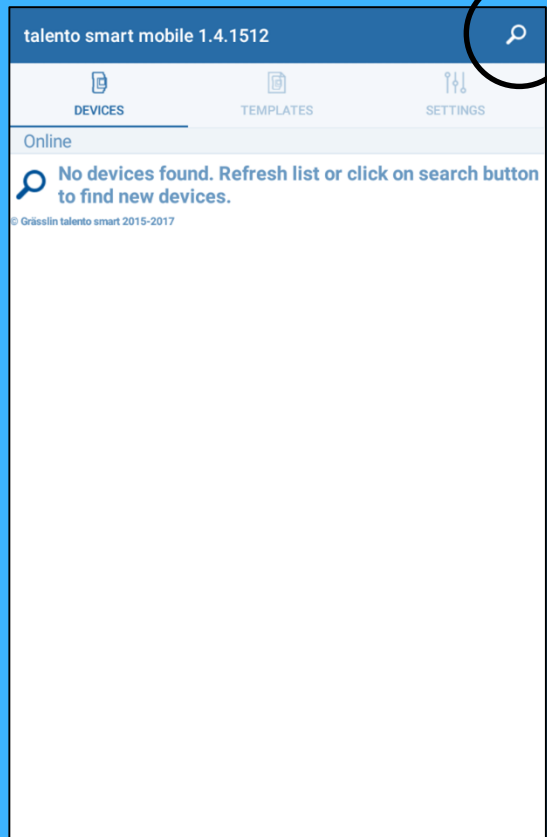 talento smart mobile 1.4.1512
DEVICES
TEMPLATES
SETTINGS
Online
No devices found. Refresh list or click on search button
to find new devices.
© Grässlin talento smart 2015-2017